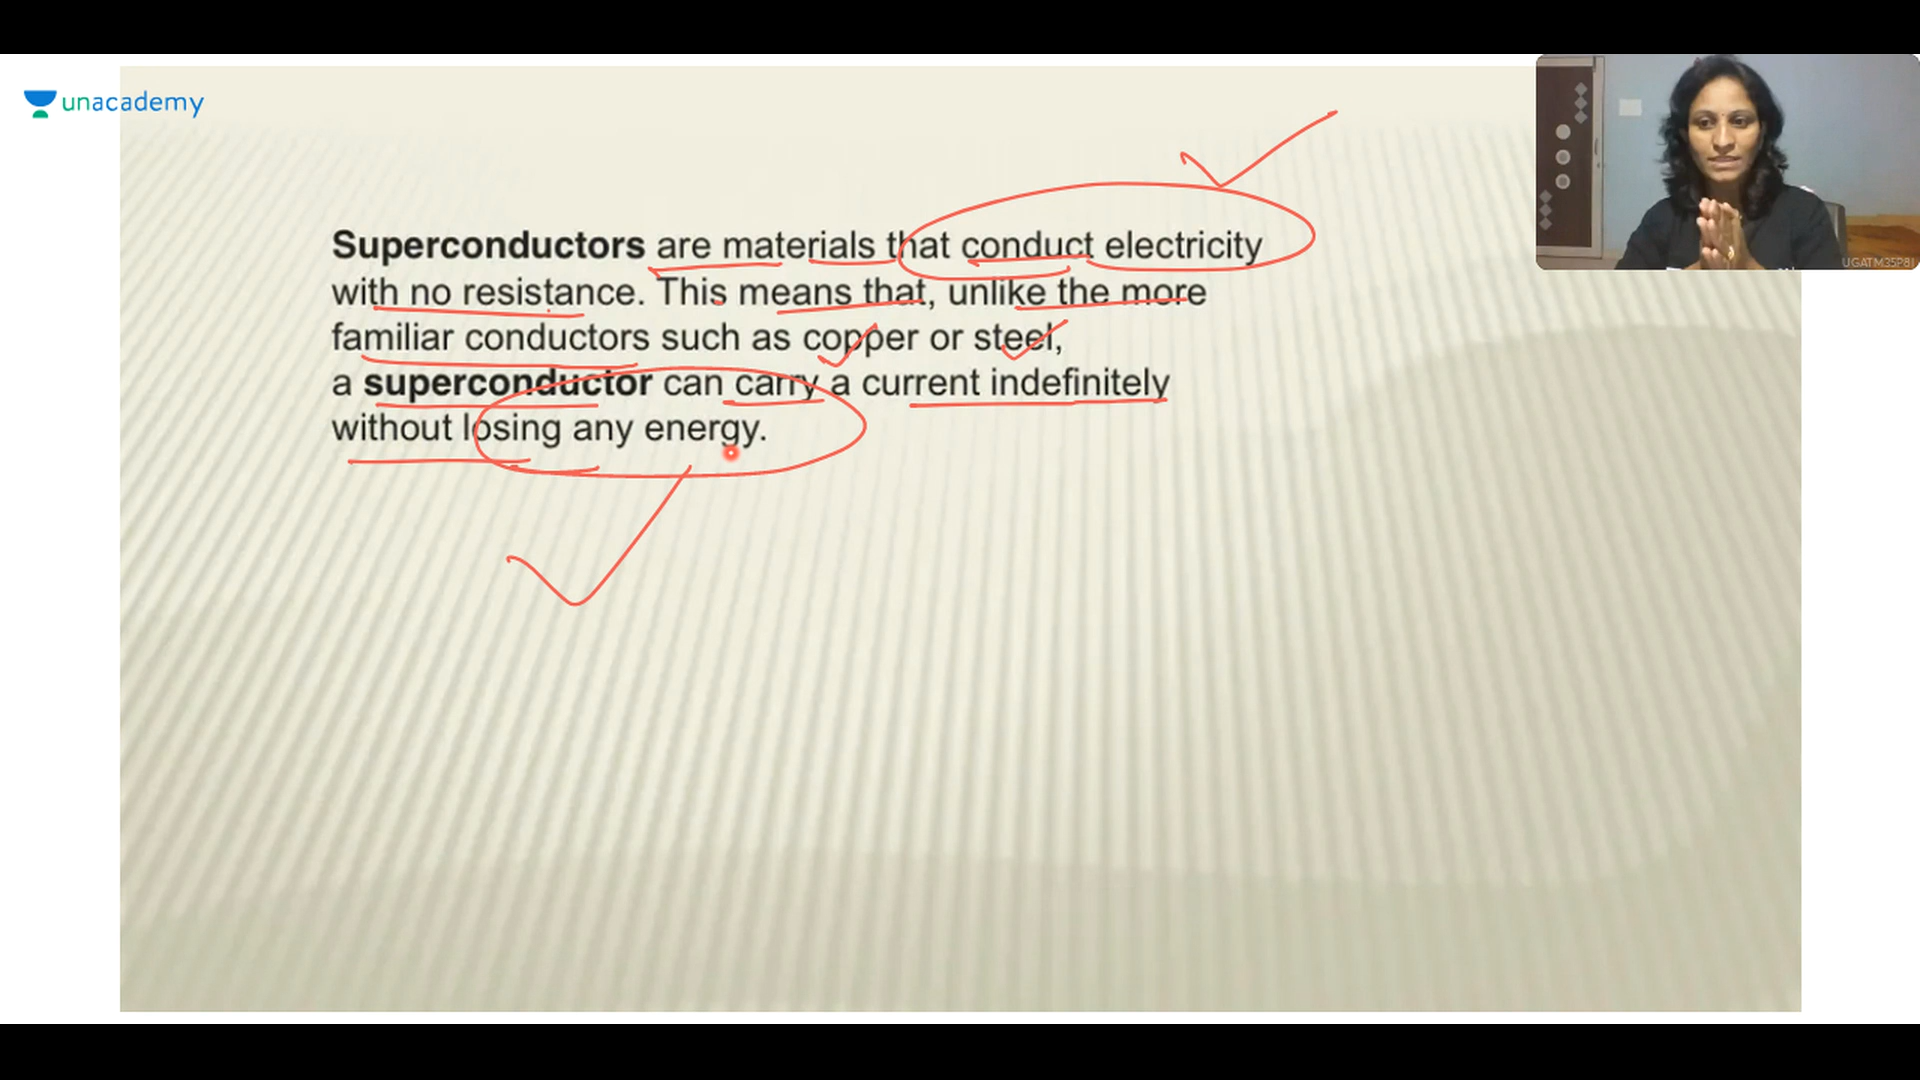 unacademy
Superconductors are materials that conduct electricity
with no resistance. This means that, unlike the more
familiar conductors such as copper or steel,
a superconductor can carry a current indefinitely
without losing any energy.
UGATM35P8I